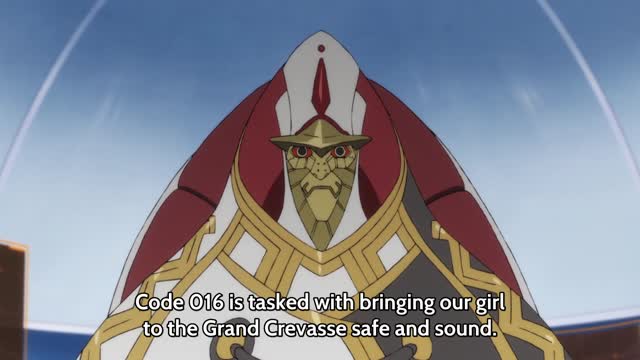 Code 016 is tasked with bringing our girl
to the Grand Crevasse safe and sound.